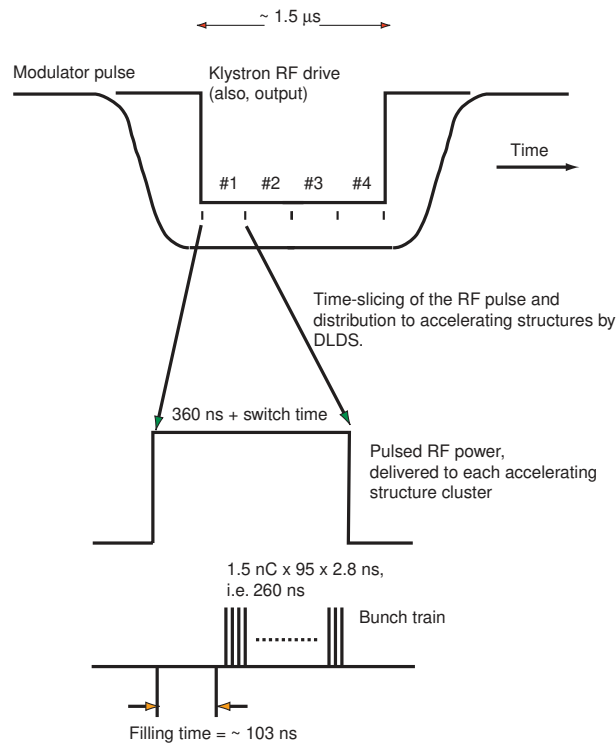 ~ 1.5 µs
Modulator pulse
Klystron RF drive
(also, output)
Time
#1 #2 #3 #4
Time-slicing of the RF pulse and
distribution to accelerating structures by
DLDS.
360 ns + switch time
Pulsed RF power,
delivered to each accelerating
structure cluster
1.5 nC x 95 x 2.8 ns,
i.e. 260 ns
Bunch train
Filling time = ~ 103 ns